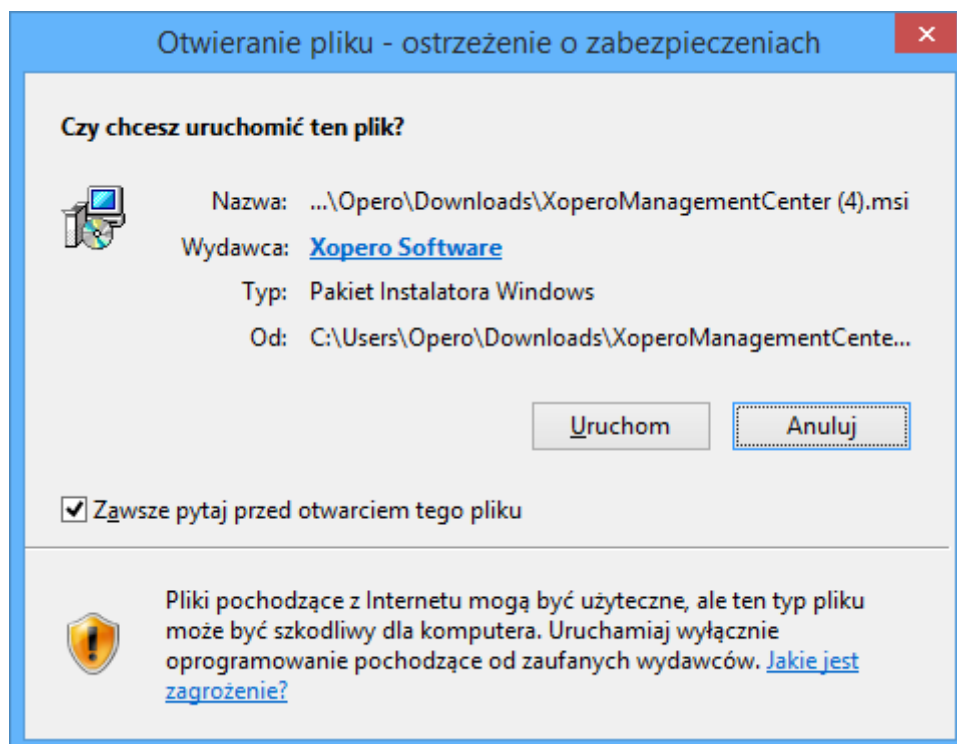 Otwieranie pliku - ostrzeżenie o zabezpieczeniach
Czy chcesz uruchomić ten plik?
Nazwa: ...\Opero\Downloads\XoperoManagementCenter (4).msi
Wydawca: Xopero Software
Typ: Pakiet Instalatora Windows
Od: C:\Users\Opero\Downloads\XoperoManagementCente...
Uruchom Anuluj
Zawsze pytaj przed otwarciem tego pliku
Pliki pochodzące z Internetu mogą być użyteczne, ale ten typ pliku
może być szkodliwy dla komputera. Uruchamiaj wyłącznie
oprogramowanie pochodzące od zaufanych wydawców. Jakie jest
zagrożenie?